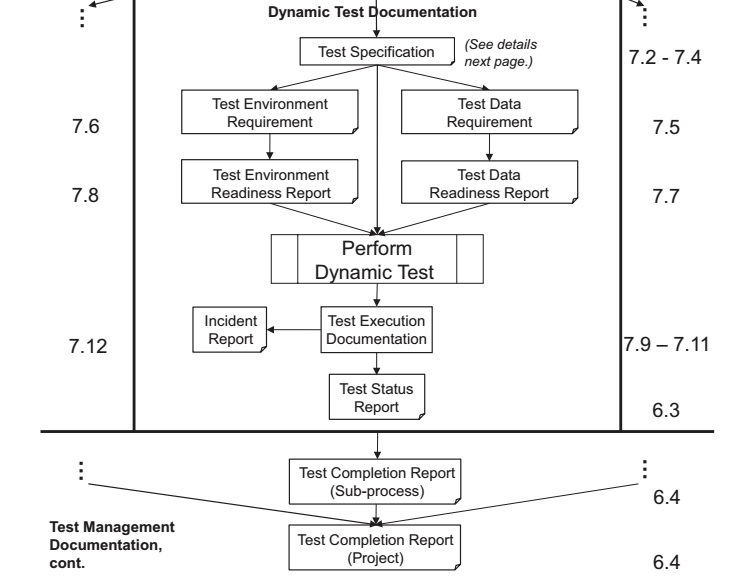 Dynamic Test Documentation
Test Specification
(See details
next page.)
7.2 - 7.4
Test Environment
Requirement
Test Data
Requirement
7.6
7.5
Test Environment
Readiness Report
Test Data
Readiness Report
7.8
7.7
Perform
Dynamic Test
Incident
Report
Test Execution
Documentation
7.12
7.9 – 7.11
Test Status
Report
6.3
Test Completion Report
(Sub-process)
6.4
Test Management
Documentation,
cont.
Test Completion Report
(Project)
6.4